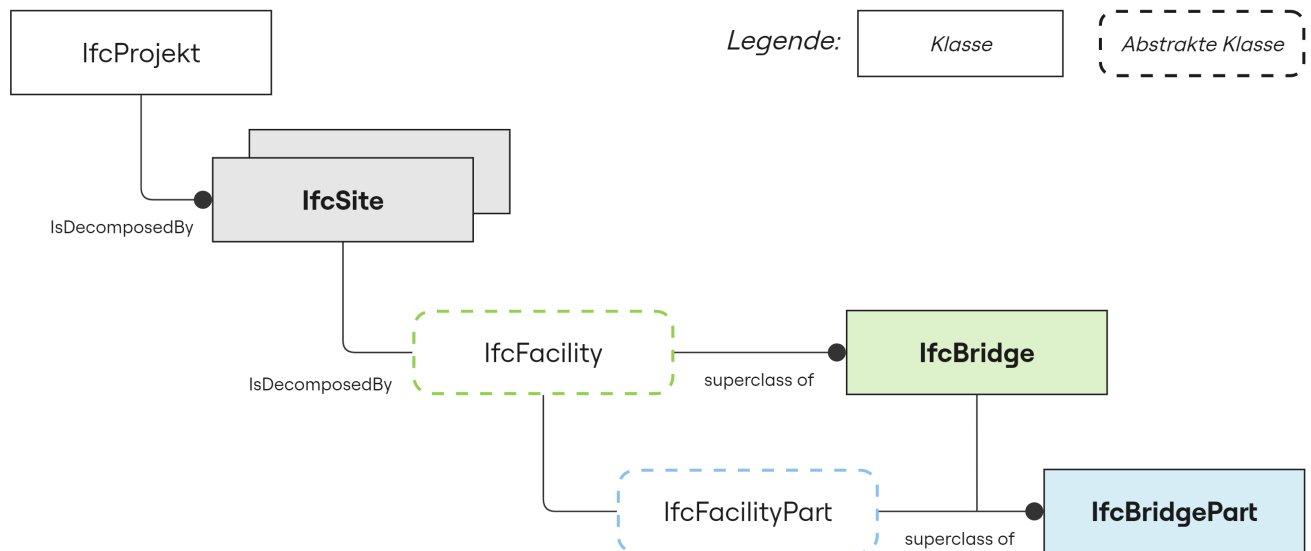 IfcProjekt
Legende:
Klasse
Abstrakte Klasse
IfcSite
IsDecomposedBy
IfcFacility
IfcBridge
superclass of
IsDecomposedBy
IfcFacilityPart
IfcBridgePart
superclass of